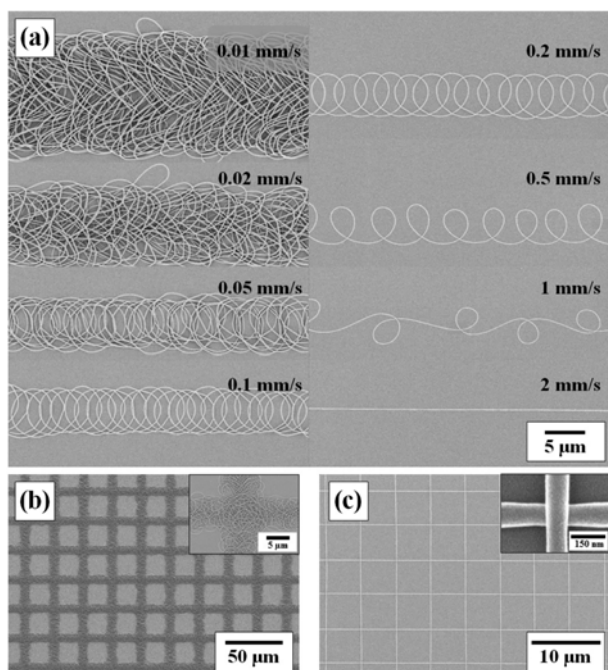 (a)
0.01 mm/s
0.2 mm/s
0.02 mm/s
0.5 mm/s
0.05 mm/s
1 mm/s
0.1 mm/s
2 mm/s
5 μm
(b)
5 μm
50 μm
(c)
150 nm
10 μm